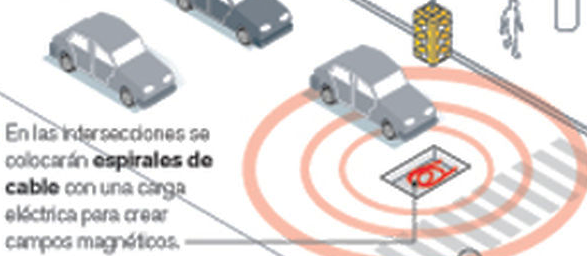 En las intersecciones se
colocarán espirales de
cable con una carga
eléctrica para crear
campos magnéticos.